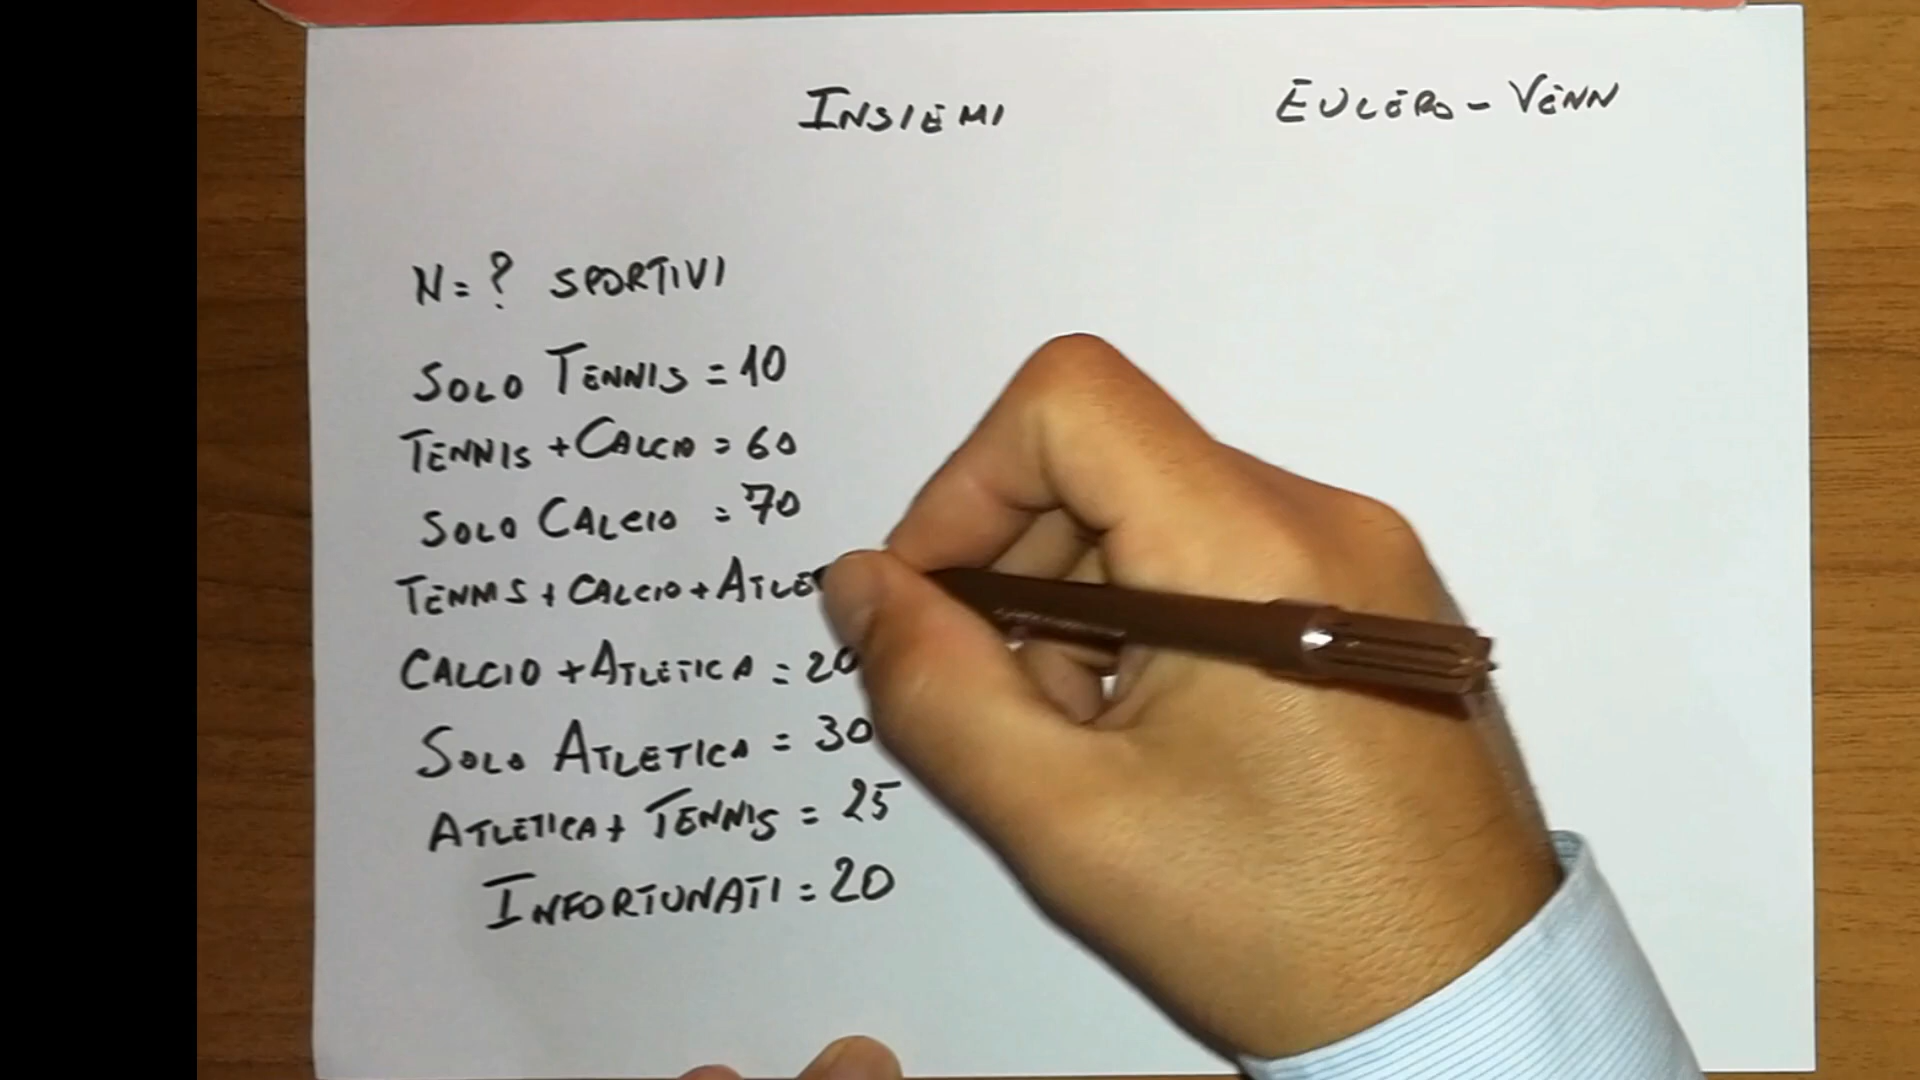 INSIEMI EULERO - VENN
N = ? SPORTIVI
SOLO TENNIS = 10
TENNIS + CALCIO = 60
SOLO CALCIO = 70
TENNIS + CALCIO + ATLE
CALCIO + ATLETICA = 20
SOLO ATLETICA = 30
ATLETICA + TENNIS = 25
INFORTUNATI = 20